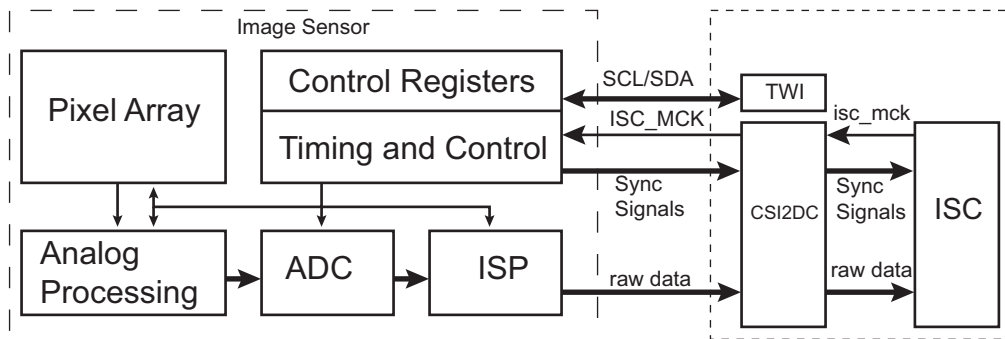 Image Sensor
Pixel Array
Control Registers
Timing and Control
SCL/SDA
TWI
ISC_MCK
isc_mck
Sync
Signals
CSI2DC
Sync
Signals
ISC
Analog
Processing
ADC
ISP
raw data
raw data